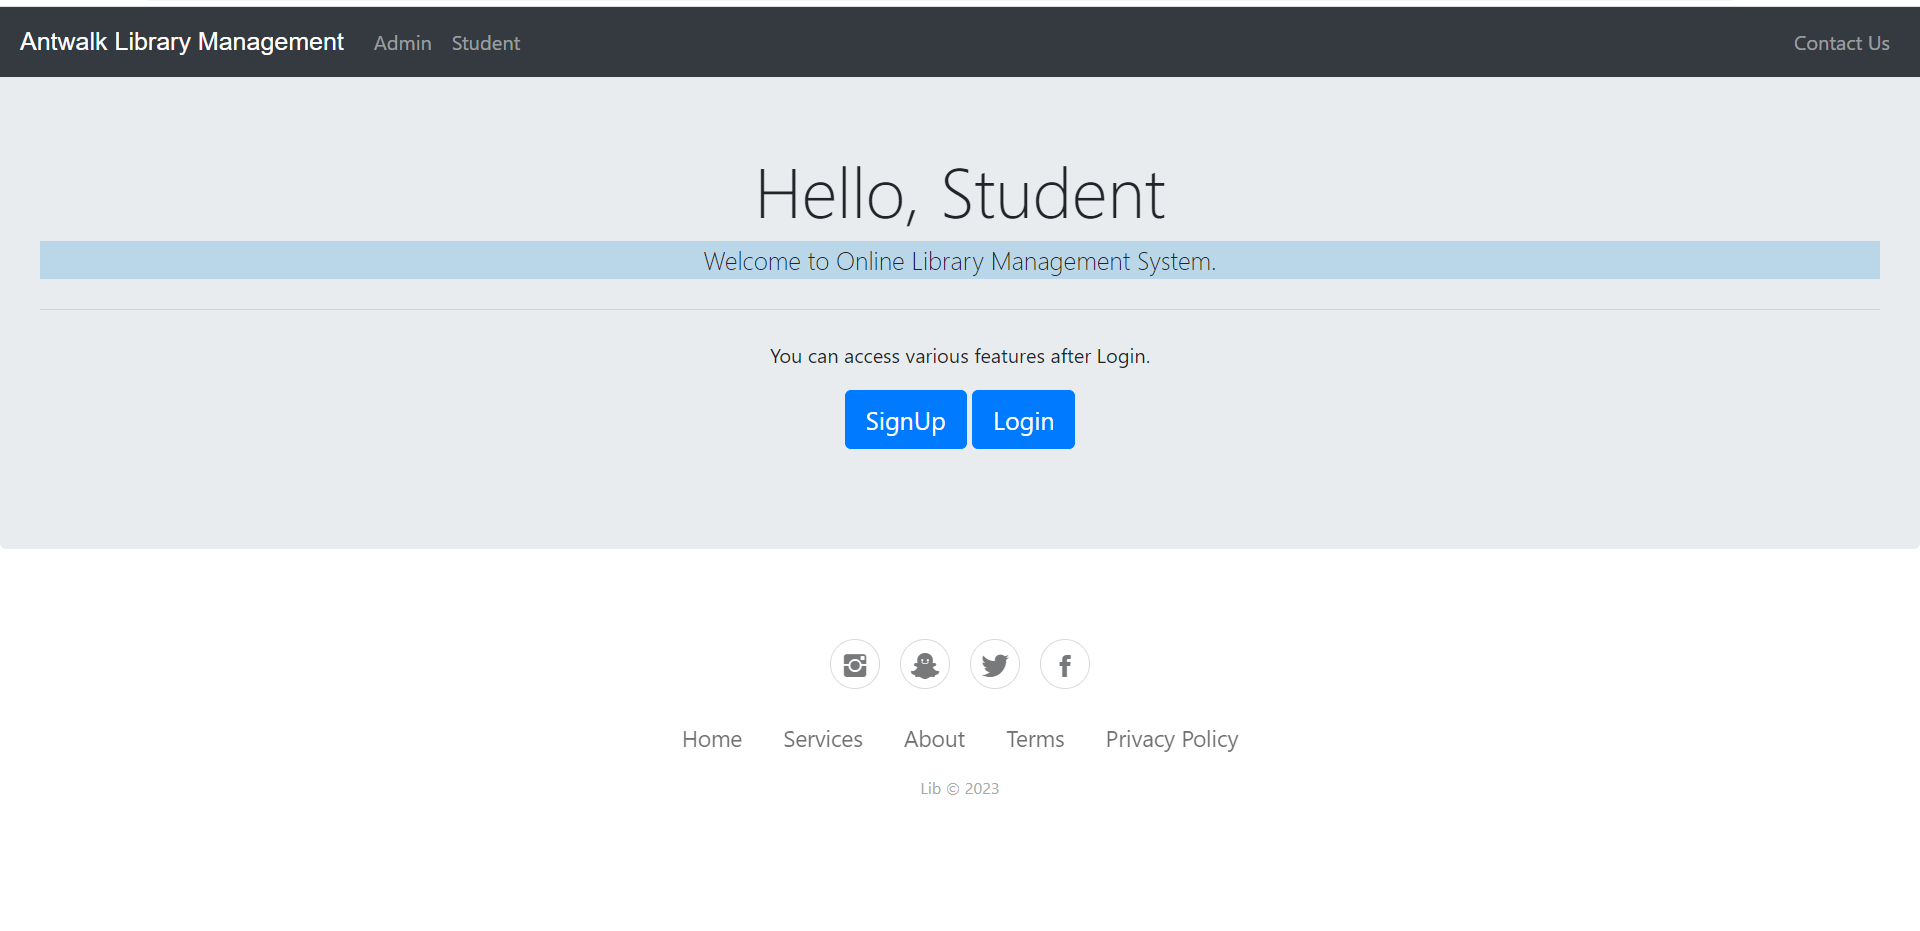 Antwalk Library Management Admin Student Contact Us
Hello, Student
Welcome to Online Library Management System.
You can access various features after Login.
SignUp Login
Home Services About Terms Privacy Policy
Lib © 2023